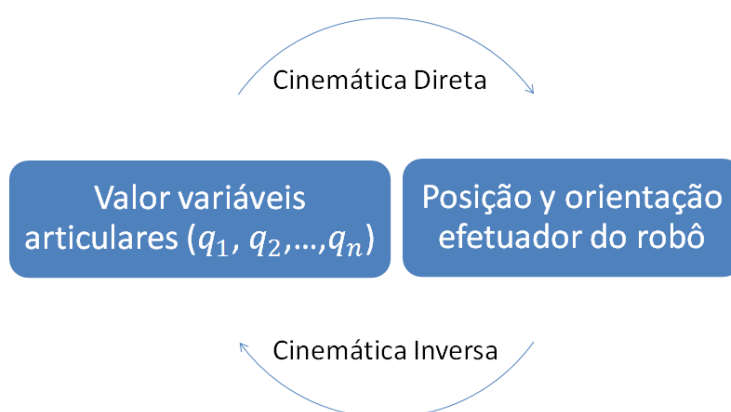 Cinemática Direta
Valor variáveis
articulares (q₁, q₂,...,qₙ)
Posição y orientação
efetuador do robô
Cinemática Inversa